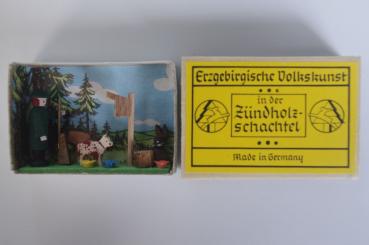 Erzgebirgische Volkskunst
in der
Zündholz-
schachtel
Made in Germany